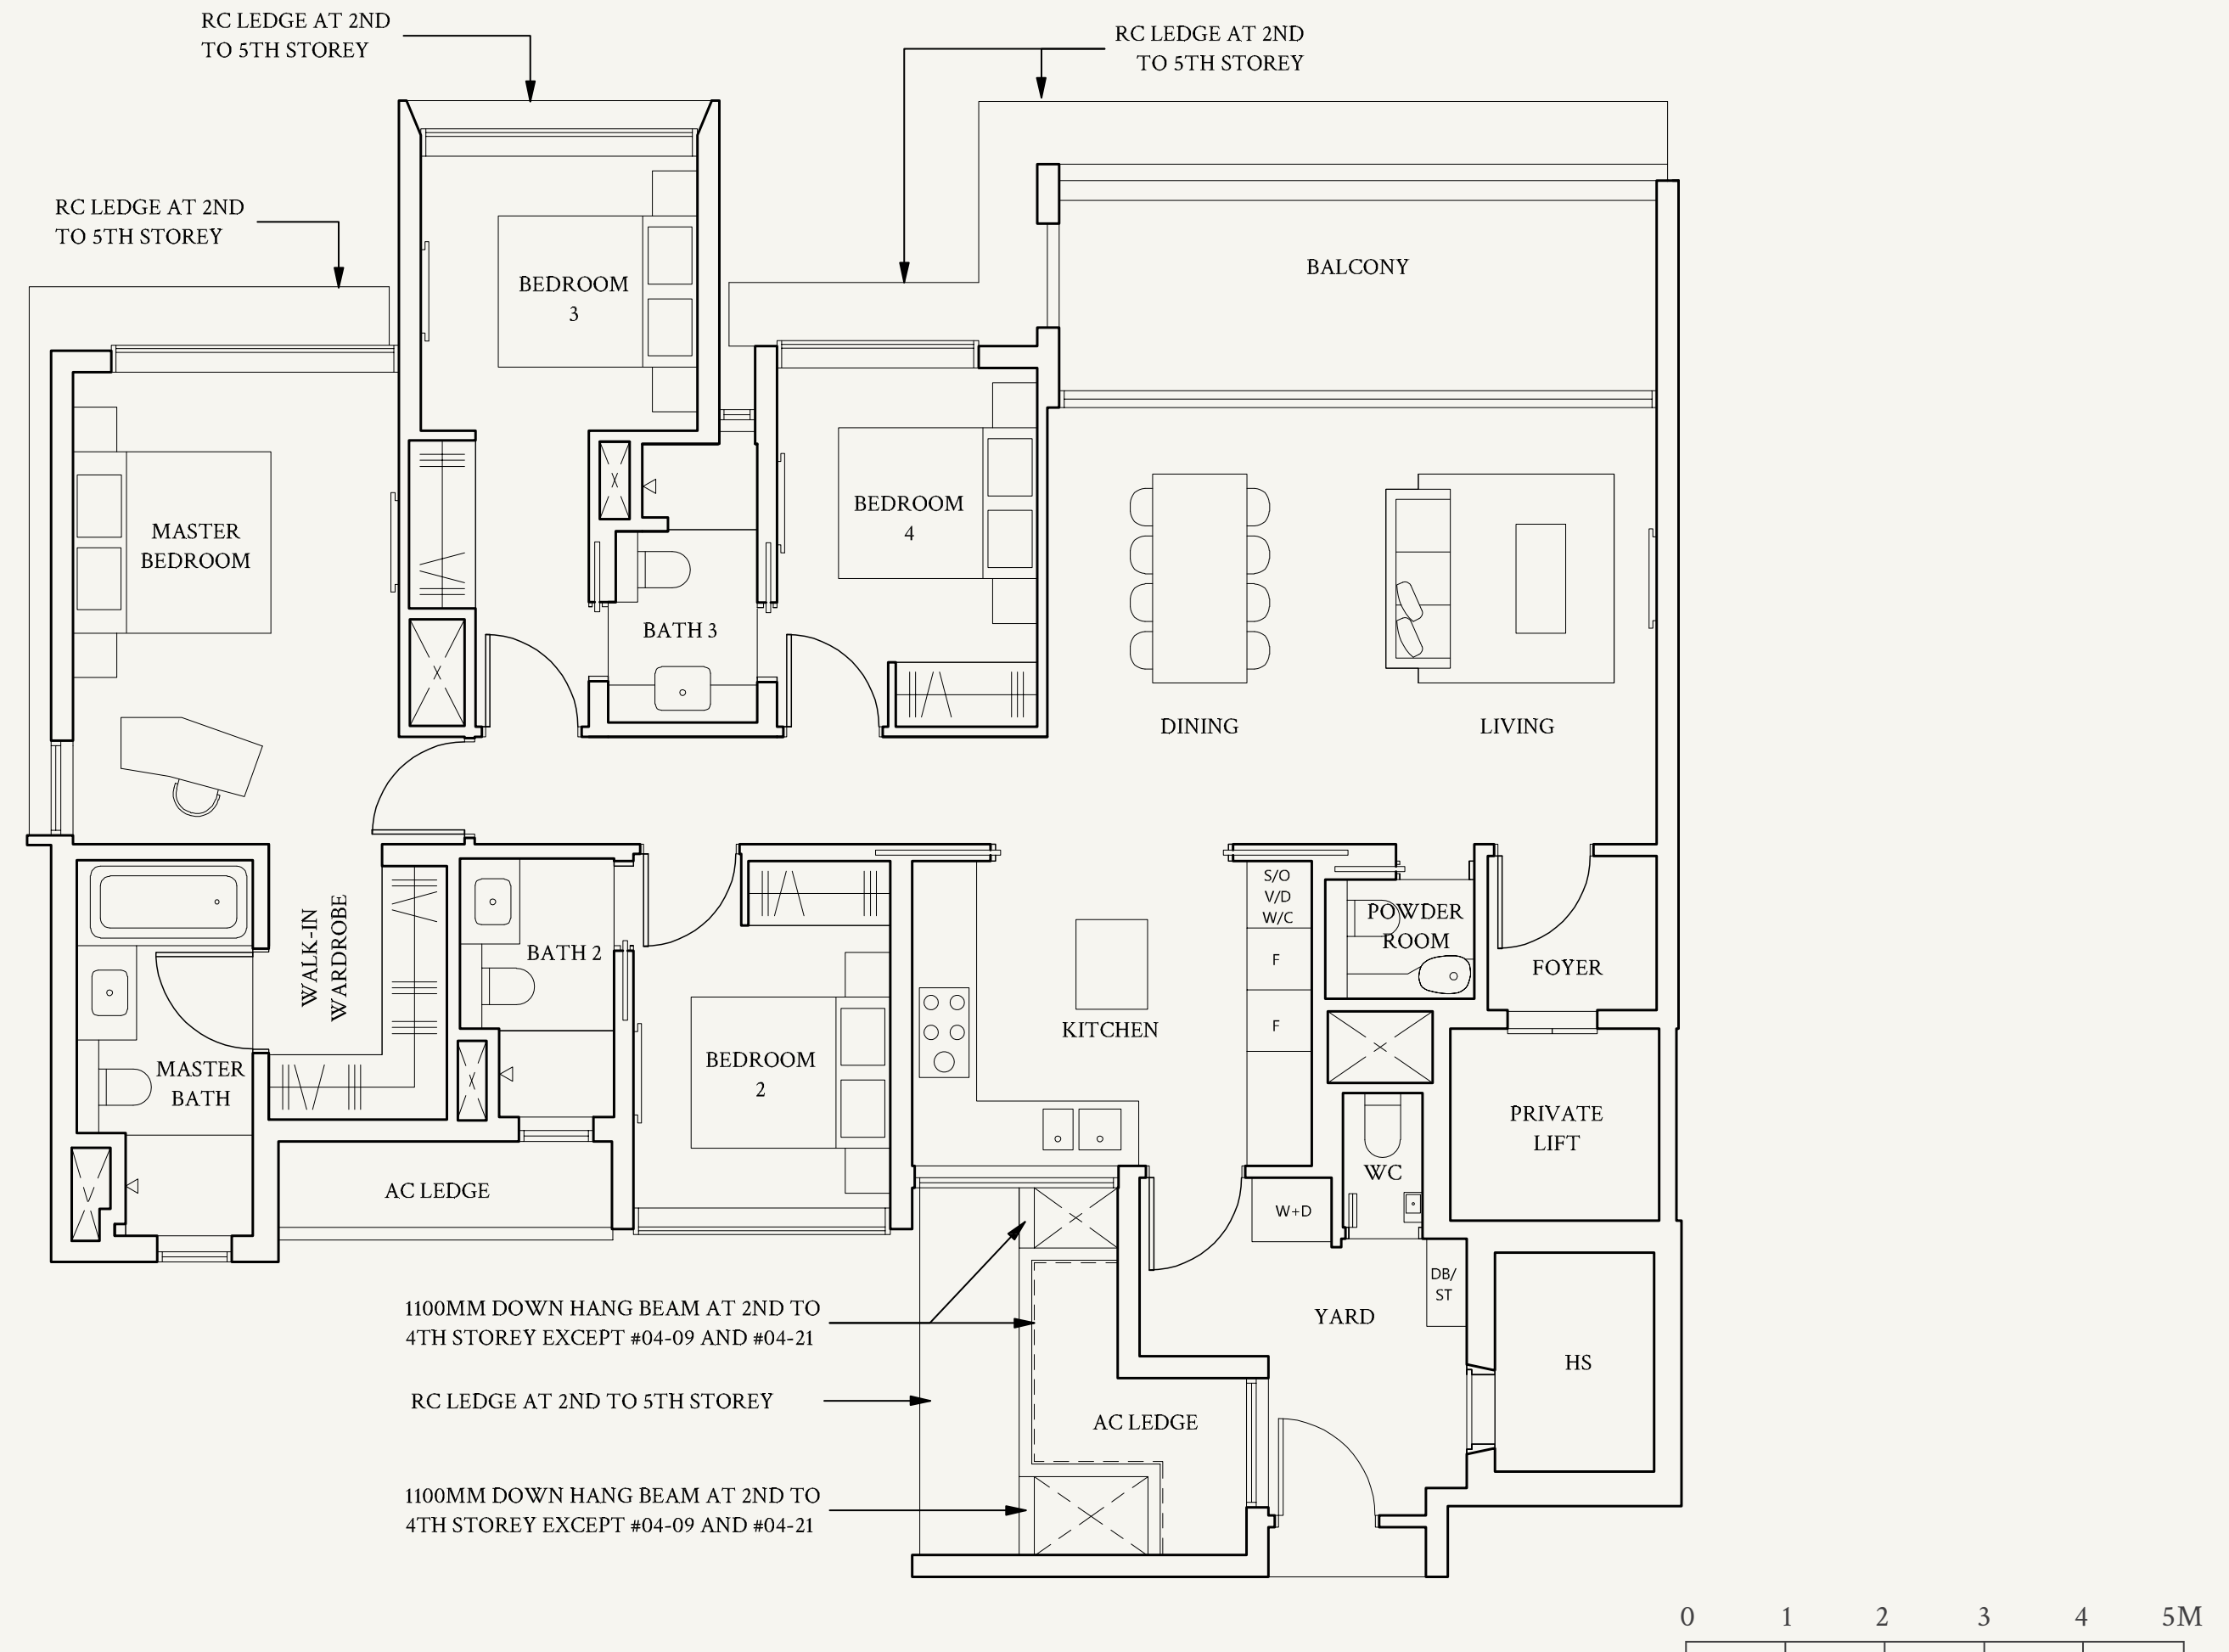 RC LEDGE AT 2ND
TO 5TH STOREY
RC LEDGE AT 2ND
TO 5TH STOREY
RC LEDGE AT 2ND
TO 5TH STOREY
BALCONY
BEDROOM
3
MASTER
BEDROOM
BEDROOM
4
BATH 3
DINING
LIVING
WALK-IN
WARDROBE
BATH 2
S/O
V/D
W/C
F
F
POWDER
ROOM
FOYER
KITCHEN
MASTER
BATH
BEDROOM
2
PRIVATE
LIFT
WC
AC LEDGE
W+D
DB/
ST
YARD
HS
1100MM DOWN HANG BEAM AT 2ND TO
4TH STOREY EXCEPT #04-09 AND #04-21
RC LEDGE AT 2ND TO 5TH STOREY
AC LEDGE
1100MM DOWN HANG BEAM AT 2ND TO
4TH STOREY EXCEPT #04-09 AND #04-21
0 1 2 3 4 5M